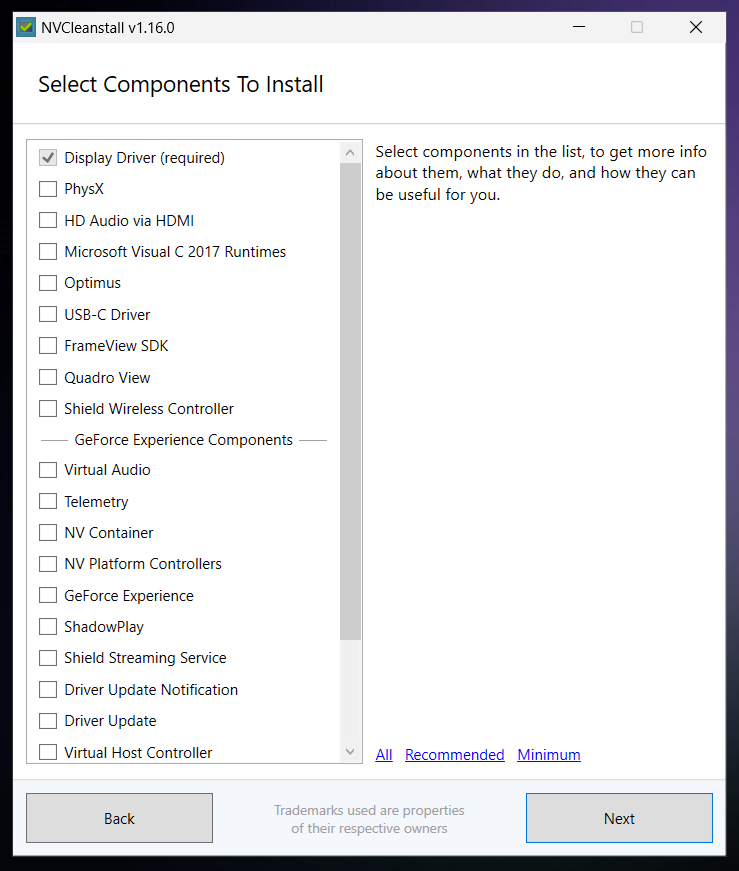 NVCleanstall v1.16.0
Select Components To Install
Display Driver (required)
PhysX
HD Audio via HDMI
Microsoft Visual C 2017 Runtimes
Optimus
USB-C Driver
FrameView SDK
Quadro View
Shield Wireless Controller
GeForce Experience Components
Virtual Audio
Telemetry
NV Container
NV Platform Controllers
GeForce Experience
ShadowPlay
Shield Streaming Service
Driver Update Notification
Driver Update
Virtual Host Controller
Select components in the list, to get more info
about them, what they do, and how they can
be useful for you.
All Recommended Minimum
Back
Trademarks used are properties
of their respective owners
Next